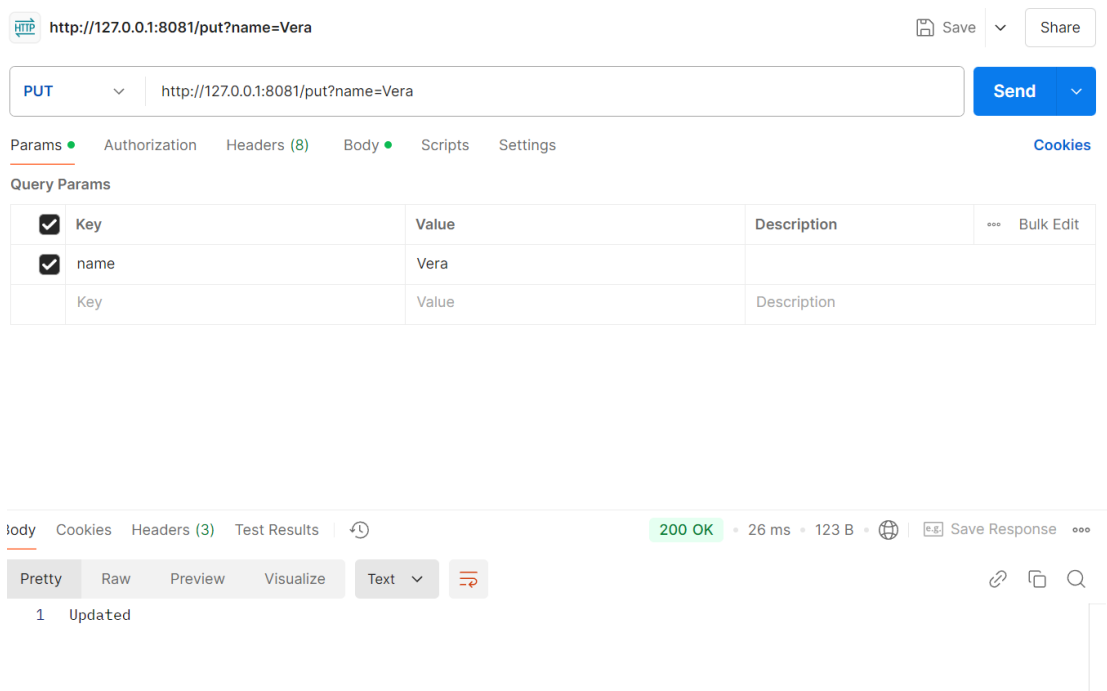 HTTP http://127.0.0.1:8081/put?name=Vera Save Share
PUT http://127.0.0.1:8081/put?name=Vera Send
Params Authorization Headers (8) Body Scripts Settings Cookies
Query Params
Key Value Description Bulk Edit
name Vera
Key Value Description
Body Cookies Headers (3) Test Results 200 OK 26 ms 123 B e.g. Save Response
Pretty Raw Preview Visualize Text
1 Updated